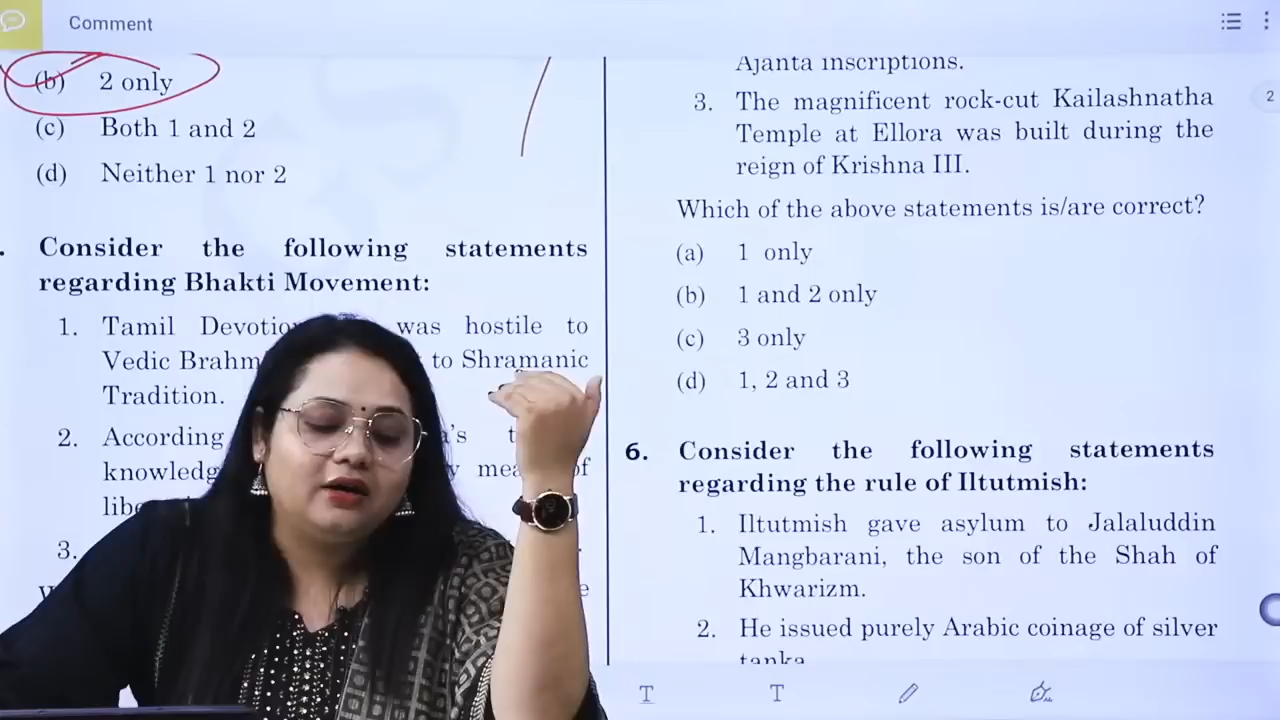 Comment
(b) 2 only
(c) Both 1 and 2
(d) Neither 1 nor 2
Consider the following statements
regarding Bhakti Movement:
1. Tamil was hostile to
Vedic to Shramanic
Tradition.
2. According
of
3.
Ajanta inscriptions.
3. The magnificent rock-cut Kailashnatha
Temple at Ellora was built during the
reign of Krishna III.
Which of the above statements is/are correct?
(a) 1 only
(b) 1 and 2 only
(c) 3 only
(d) 1, 2 and 3
6. Consider the following statements
regarding the rule of Iltutmish:
1. Iltutmish gave asylum to Jalaluddin
Mangbarani, the son of the Shah of
Khwarizm.
2. He issued purely Arabic coinage of silver
tanka
2
T T